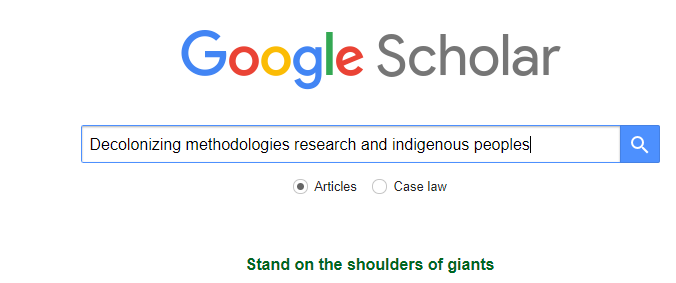 Google Scholar
Decolonizing methodologies research and indigenous peoples
Articles Case law
Stand on the shoulders of giants